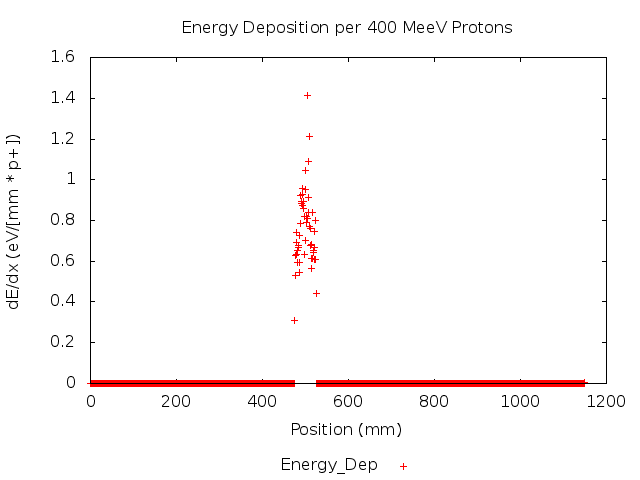 Energy Deposition per 400 MeeV Protons
1.6
1.4
1.2
1
0.8
0.6
0.4
0.2
0
dE/dx (eV/[mm * p+])
0 200 400 600 800 1000 1200
Position (mm)
Energy_Dep